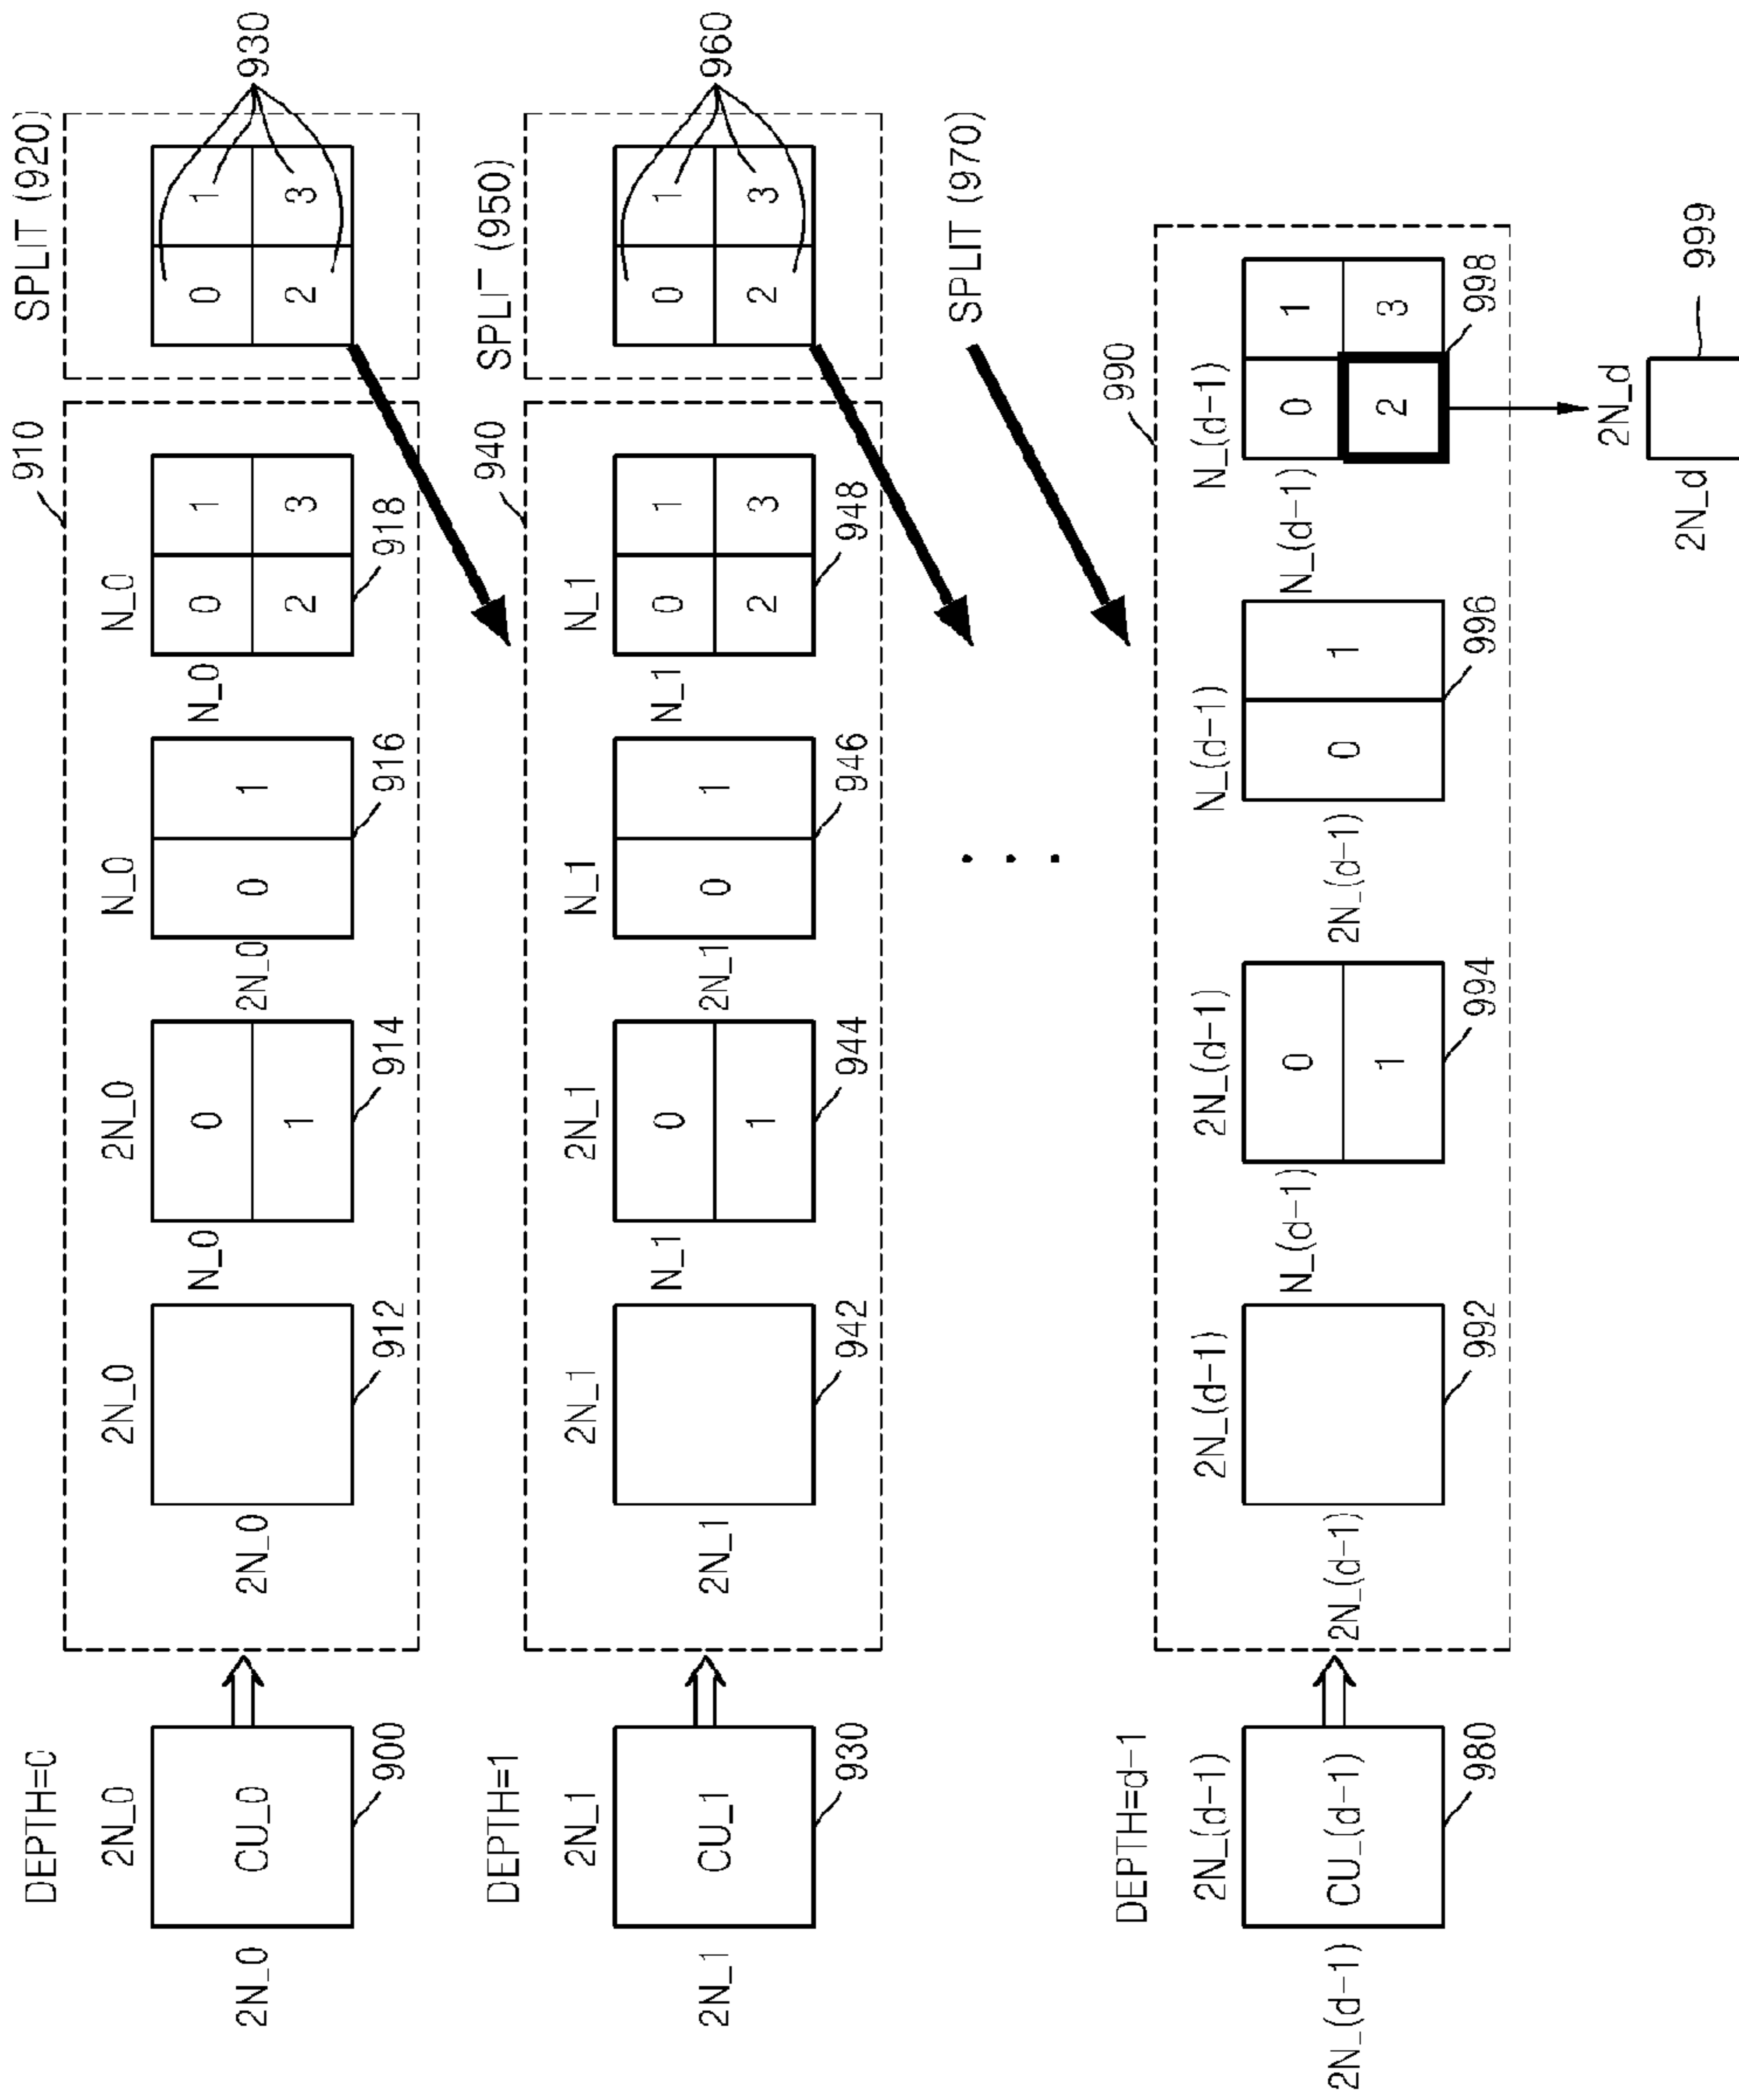 DEPTH=0
2N_0
2N_0
CU_0
900
910
2N_0
2N_0
912
2N_0
N_0
0
1
914
N_0
2N_0
0
1
916
N_0
N_0
0
1
2
3
918
SPLIT (920)
0
1
2
3
930
DEPTH=1
2N_1
2N_1
CU_1
930
940
2N_1
2N_1
942
2N_1
N_1
0
1
944
N_1
2N_1
0
1
946
N_1
N_1
0
1
2
3
948
SPLIT (950)
0
1
2
3
960
SPLIT (970)
DEPTH=d-1
2N_(d-1)
2N_(d-1)
CU_(d-1)
980
990
2N_(d-1)
2N_(d-1)
992
2N_(d-1)
N_(d-1)
0
1
994
N_(d-1)
2N_(d-1)
0
1
996
N_(d-1)
N_(d-1)
0
1
2
3
998
2N_d
2N_d
999